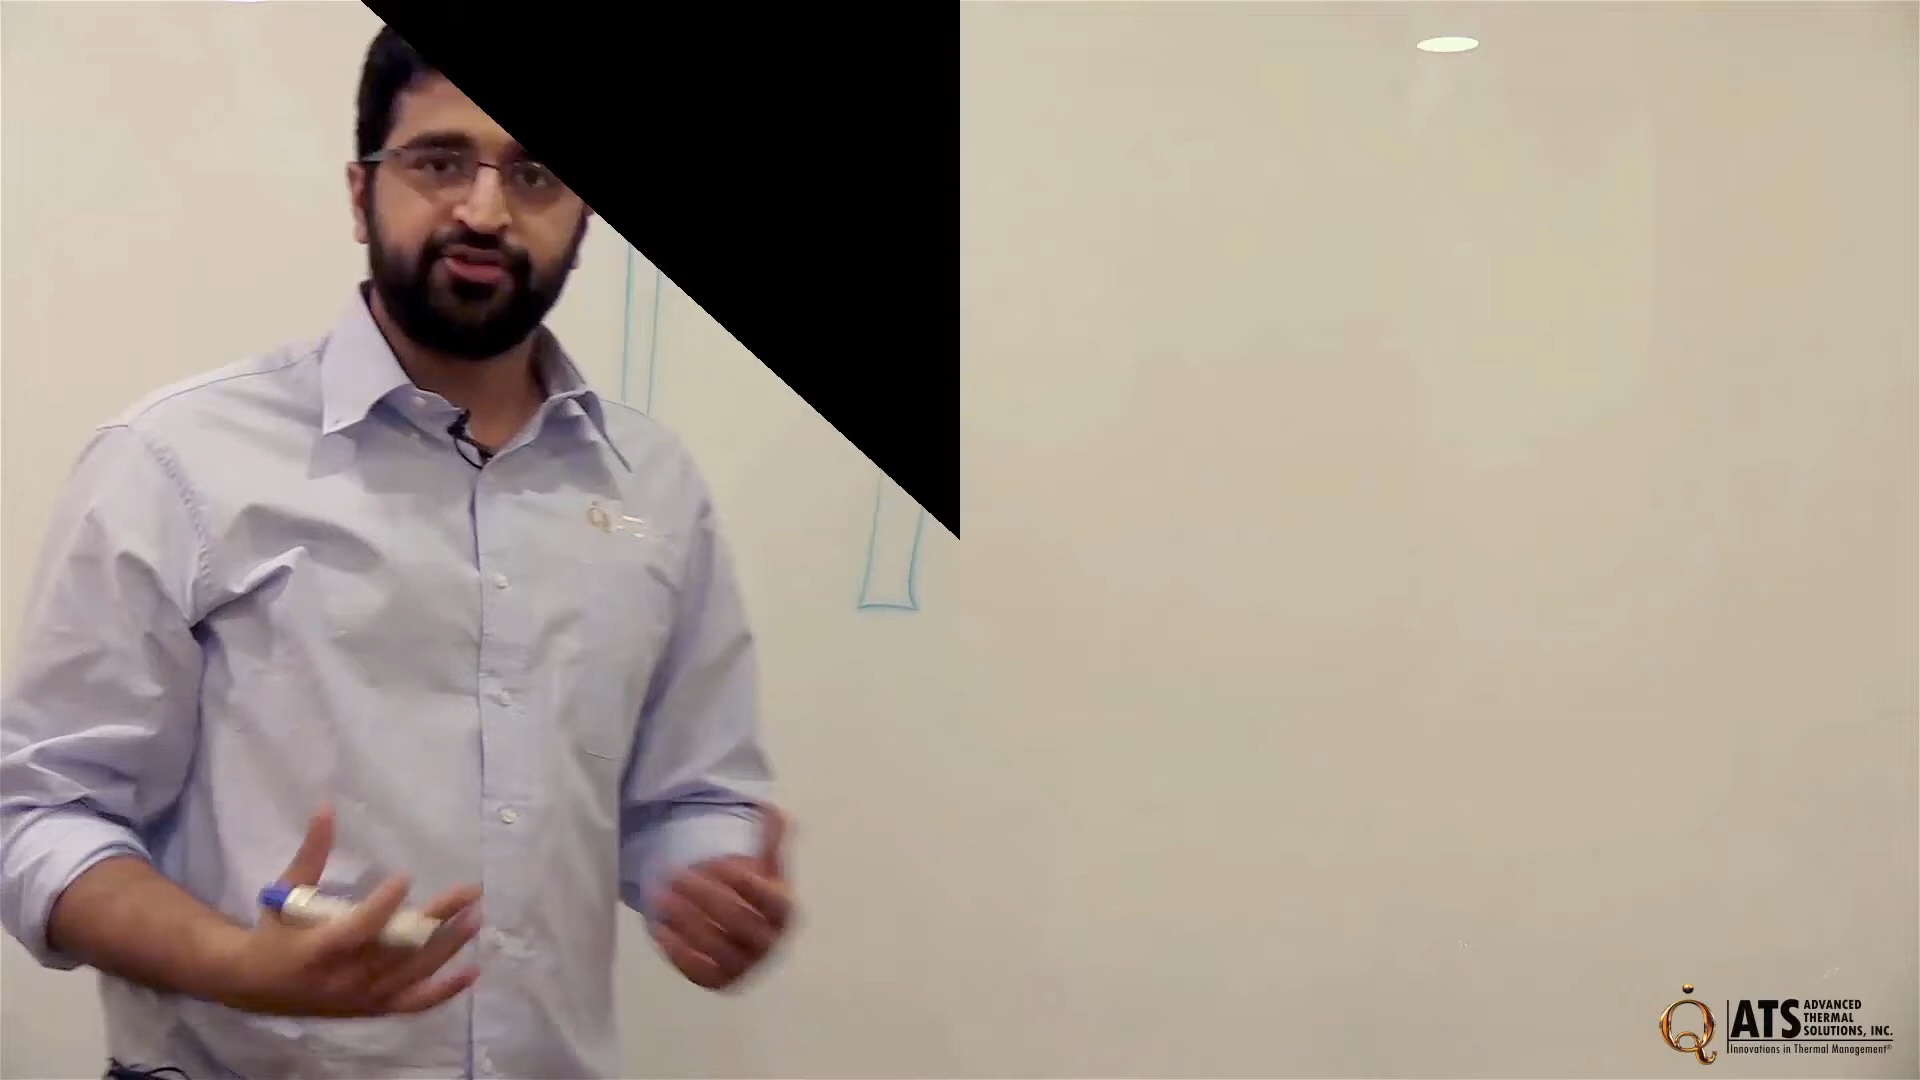 ATS
ADVANCED
THERMAL
SOLUTIONS, INC.
Innovations in Thermal Management®